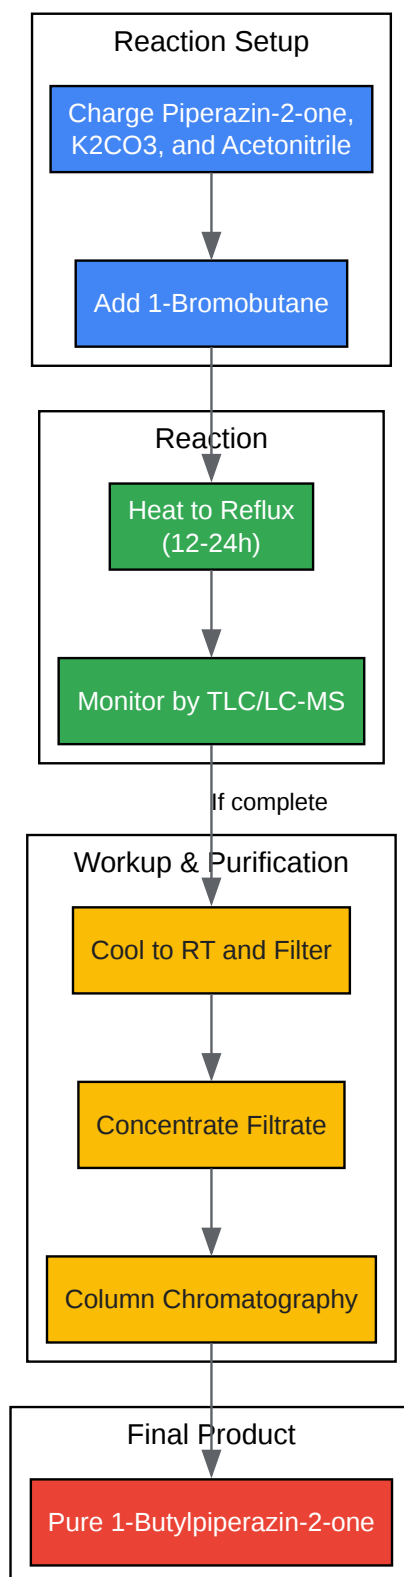 Reaction Setup
Charge Piperazin-2-one,
K2CO3, and Acetonitrile
Add 1-Bromobutane
Reaction
Heat to Reflux
(12-24h)
Monitor by TLC/LC-MS
If complete
Workup & Purification
Cool to RT and Filter
Concentrate Filtrate
Column Chromatography
Final Product
Pure 1-Butylpiperazin-2-one